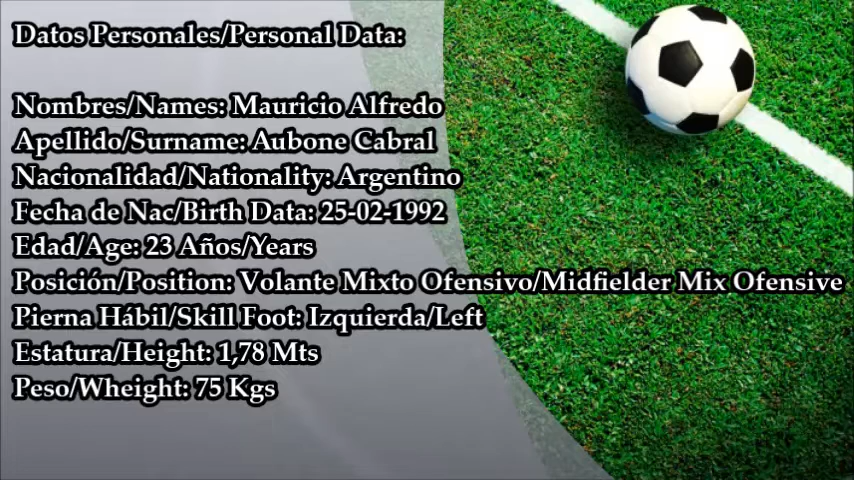 Datos Personales/Personal Data:
Nombres/Names: Mauricio Alfredo
Apellido/Surname: Aubone Cabral
Nacionalidad/Nationality: Argentino
Fecha de Nac/Birth Data: 25-02-1992
Edad/Age: 23 Años/Years
Posición/Position: Volante Mixto Ofensivo/Midfielder Mix Ofensive
Pierna Hábil/Skill Foot: Izquierda/Left
Estatura/Height: 1,78 Mts
Peso/Wheight: 75 Kgs